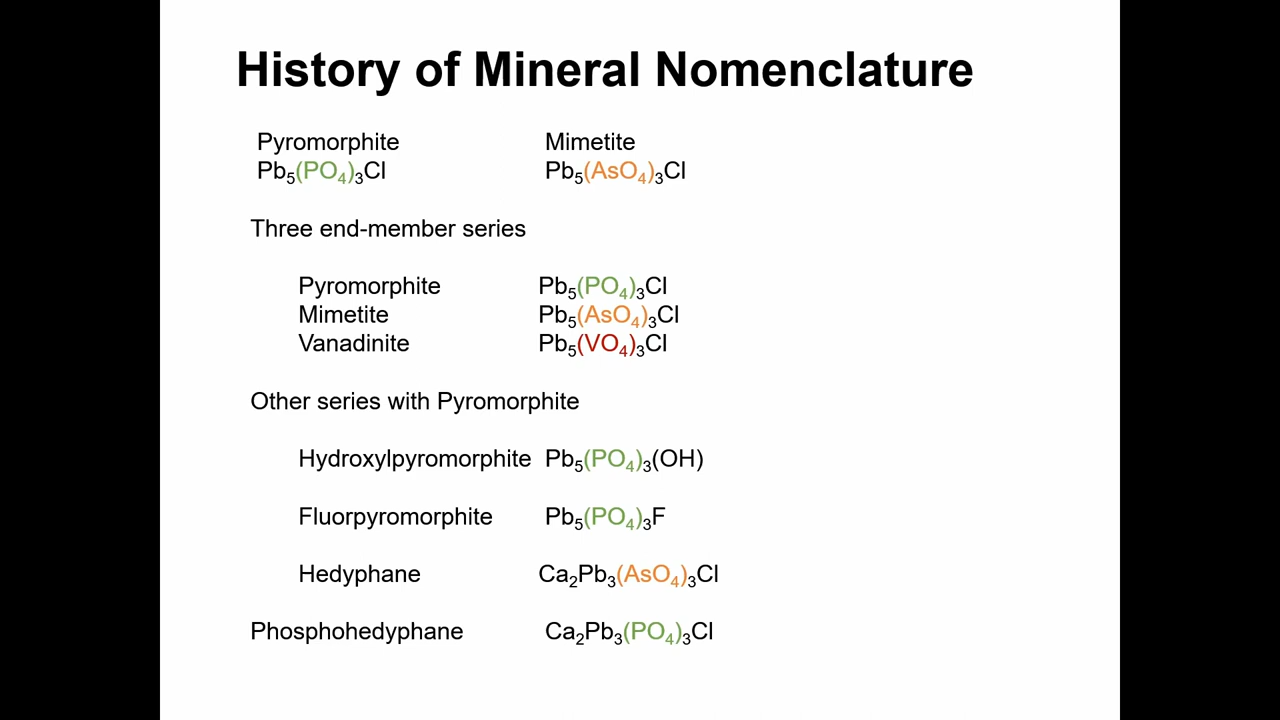 History of Mineral Nomenclature
Pyromorphite Mimetite
Pb₅(PO₄)₃Cl Pb₅(AsO₄)₃Cl
Three end-member series
Pyromorphite Pb₅(PO₄)₃Cl
Mimetite Pb₅(AsO₄)₃Cl
Vanadinite Pb₅(VO₄)₃Cl
Other series with Pyromorphite
Hydroxylpyromorphite Pb₅(PO₄)₃(OH)
Fluorpyromorphite Pb₅(PO₄)₃F
Hedyphane Ca₂Pb₃(AsO₄)₃Cl
Phosphohedyphane Ca₂Pb₃(PO₄)₃Cl